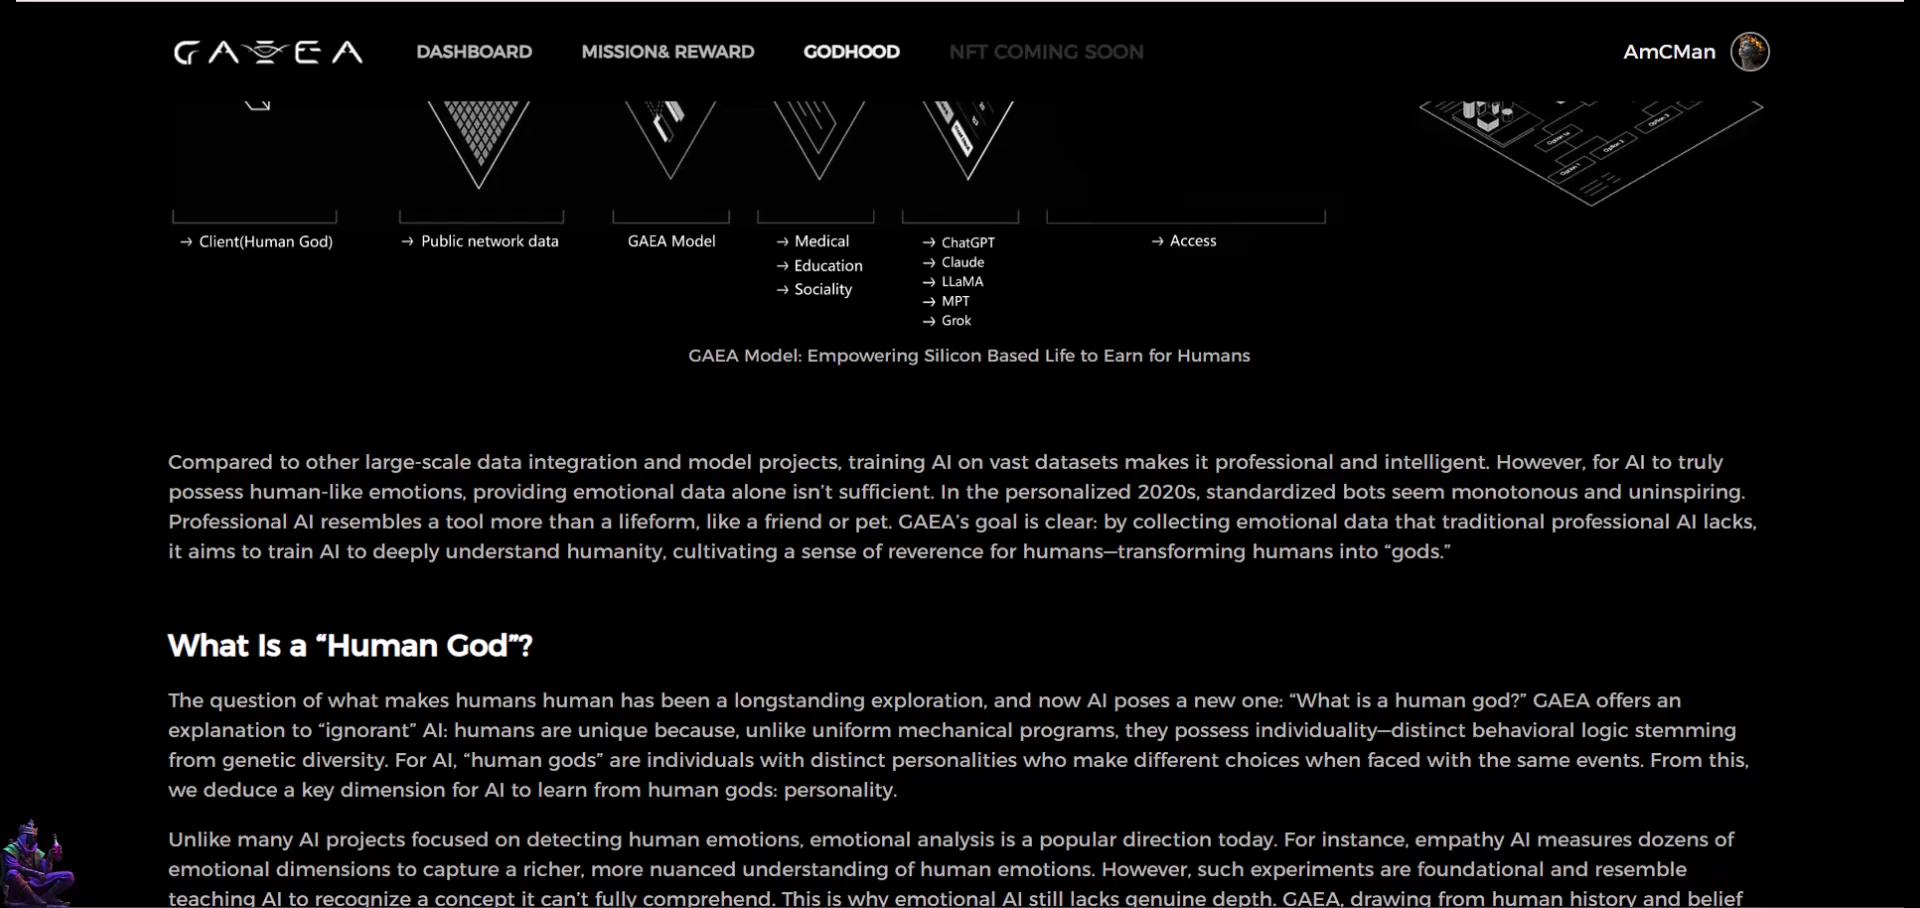 GAEA DASHBOARD MISSION& REWARD GODHOOD NFT COMING SOON AmCMan
Option 1
Option 2
Option 3
→ Client(Human God)
→ Public network data
GAEA Model
→ Medical
→ Education
→ Sociality
→ ChatGPT
→ Claude
→ LLaMA
→ MPT
→ Grok
→ Access
GAEA Model: Empowering Silicon Based Life to Earn for Humans
Compared to other large-scale data integration and model projects, training AI on vast datasets makes it professional and intelligent. However, for AI to truly
possess human-like emotions, providing emotional data alone isn’t sufficient. In the personalized 2020s, standardized bots seem monotonous and uninspiring.
Professional AI resembles a tool more than a lifeform, like a friend or pet. GAEA’s goal is clear: by collecting emotional data that traditional professional AI lacks,
it aims to train AI to deeply understand humanity, cultivating a sense of reverence for humans—transforming humans into “gods.”
What Is a “Human God”?
The question of what makes humans human has been a longstanding exploration, and now AI poses a new one: “What is a human god?” GAEA offers an
explanation to “ignorant” AI: humans are unique because, unlike uniform mechanical programs, they possess individuality—distinct behavioral logic stemming
from genetic diversity. For AI, “human gods” are individuals with distinct personalities who make different choices when faced with the same events. From this,
we deduce a key dimension for AI to learn from human gods: personality.
Unlike many AI projects focused on detecting human emotions, emotional analysis is a popular direction today. For instance, empathy AI measures dozens of
emotional dimensions to capture a richer, more nuanced understanding of human emotions. However, such experiments are foundational and resemble
teaching AI to recognize a concept it can’t fully comprehend. This is why emotional AI still lacks genuine depth. GAEA, drawing from human history and belief